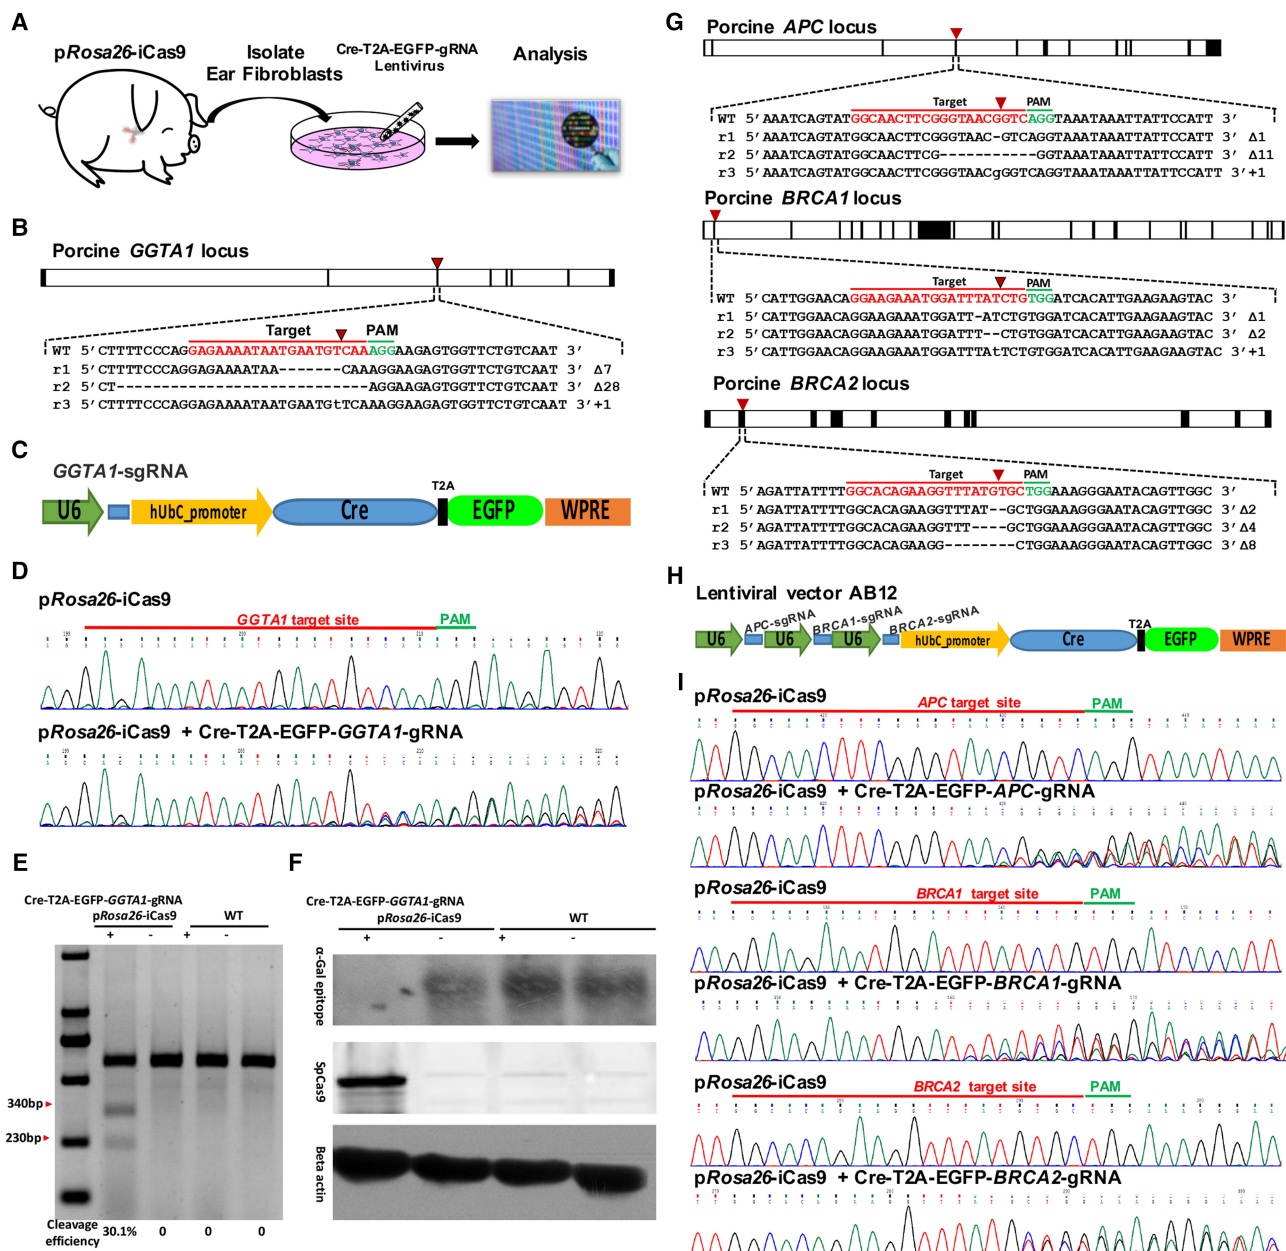 A
pRosa26-iCas9
Isolate
Ear Fibroblasts
Cre-T2A-EGFP-gRNA
Lentivirus
Analysis
B
Porcine GGTA1 locus
Target PAM
WT 5'CTTTTCCCAGGAGAAAATAATGAATGTCAAAGGAAGAGTGGTTCTGTCAAT 3'
r1 5'CTTTTCCCAGGAGAAAATAA-------CAAAGGAAGAGTGGTTCTGTCAAT 3' Δ7
r2 5'CT----------------------------AGGAAGAGTGGTTCTGTCAAT 3' Δ28
r3 5'CTTTTCCCAGGAGAAAATAATGAATGtTCAAAGGAAGAGTGGTTCTGTCAAT 3'+1
C
GGTA1-sgRNA
U6 hUbC_promoter Cre T2A EGFP WPRE
D
pRosa26-iCas9
GGTA1 target site PAM
pRosa26-iCas9 + Cre-T2A-EGFP-GGTA1-gRNA
E
Cre-T2A-EGFP-GGTA1-gRNA
pRosa26-iCas9 WT
+ - + -
340bp
230bp
Cleavage
efficiency
30.1% 0 0 0
F
Cre-T2A-EGFP-GGTA1-gRNA
pRosa26-iCas9 WT
+ - + -
α-Gal epitope
SpCas9
Beta actin
G
Porcine APC locus
Target PAM
WT 5'AAATCAGTATGGCAACTTCGGGTAACGGTCAGGTAAATAAATTATTCCATT 3'
r1 5'AAATCAGTATGGCAACTTCGGGTAAC-GTCAGGTAAATAAATTATTCCATT 3' Δ1
r2 5'AAATCAGTATGGCAACTTCG-----------GGTAAATAAATTATTCCATT 3' Δ11
r3 5'AAATCAGTATGGCAACTTCGGGTAACgGGTCAGGTAAATAAATTATTCCATT 3'+1
Porcine BRCA1 locus
Target PAM
WT 5'CATTGGAACAGGAAGAAATGGATTTATCTGTGGATCACATTGAAGAAGTAC 3'
r1 5'CATTGGAACAGGAAGAAATGGATT-ATCTGTGGATCACATTGAAGAAGTAC 3' Δ1
r2 5'CATTGGAACAGGAAGAAATGGATTT--CTGTGGATCACATTGAAGAAGTAC 3' Δ2
r3 5'CATTGGAACAGGAAGAAATGGATTTAtTCTGTGGATCACATTGAAGAAGTAC 3'+1
Porcine BRCA2 locus
Target PAM
WT 5'AGATTATTTTGGCACAGAAGGTTTATGTGCTGGAAAGGGAATACAGTTGGC 3'
r1 5'AGATTATTTTGGCACAGAAGGTTTAT--GCTGGAAAGGGAATACAGTTGGC 3' Δ2
r2 5'AGATTATTTTGGCACAGAAGGTTT----GCTGGAAAGGGAATACAGTTGGC 3' Δ4
r3 5'AGATTATTTTGGCACAGAAGG--------CTGGAAAGGGAATACAGTTGGC 3' Δ8
H
Lentiviral vector AB12
APC-sgRNA BRCA1-sgRNA BRCA2-sgRNA
U6 U6 U6 hUbC_promoter Cre T2A EGFP WPRE
I
pRosa26-iCas9
APC target site PAM
pRosa26-iCas9 + Cre-T2A-EGFP-APC-gRNA
pRosa26-iCas9
BRCA1 target site PAM
pRosa26-iCas9 + Cre-T2A-EGFP-BRCA1-gRNA
pRosa26-iCas9
BRCA2 target site PAM
pRosa26-iCas9 + Cre-T2A-EGFP-BRCA2-gRNA